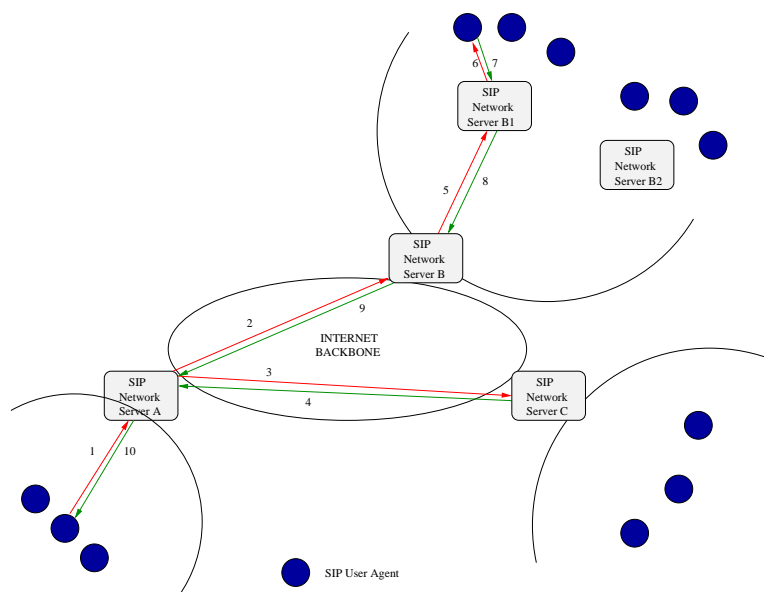 6 7
SIP
Network
Server B1
SIP
Network
Server B2
5 8
SIP
Network
Server B
2 9
INTERNET
BACKBONE
3
4
SIP
Network
Server A
SIP
Network
Server C
1 10
SIP User Agent